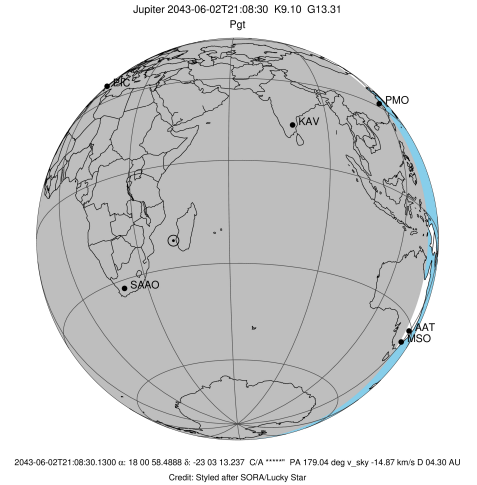 Jupiter 2043-06-02T21:08:30 K9.10 G13.31
Pgt
PIC
PMO
KAV
SAAO
AAT
MSO
2043-06-02T21:08:30.1300 α: 18 00 58.4888 δ: -23 03 13.237 C/A *****" PA 179.04 deg v_sky -14.87 km/s D 04.30 AU
Credit: Styled after SORA/Lucky Star